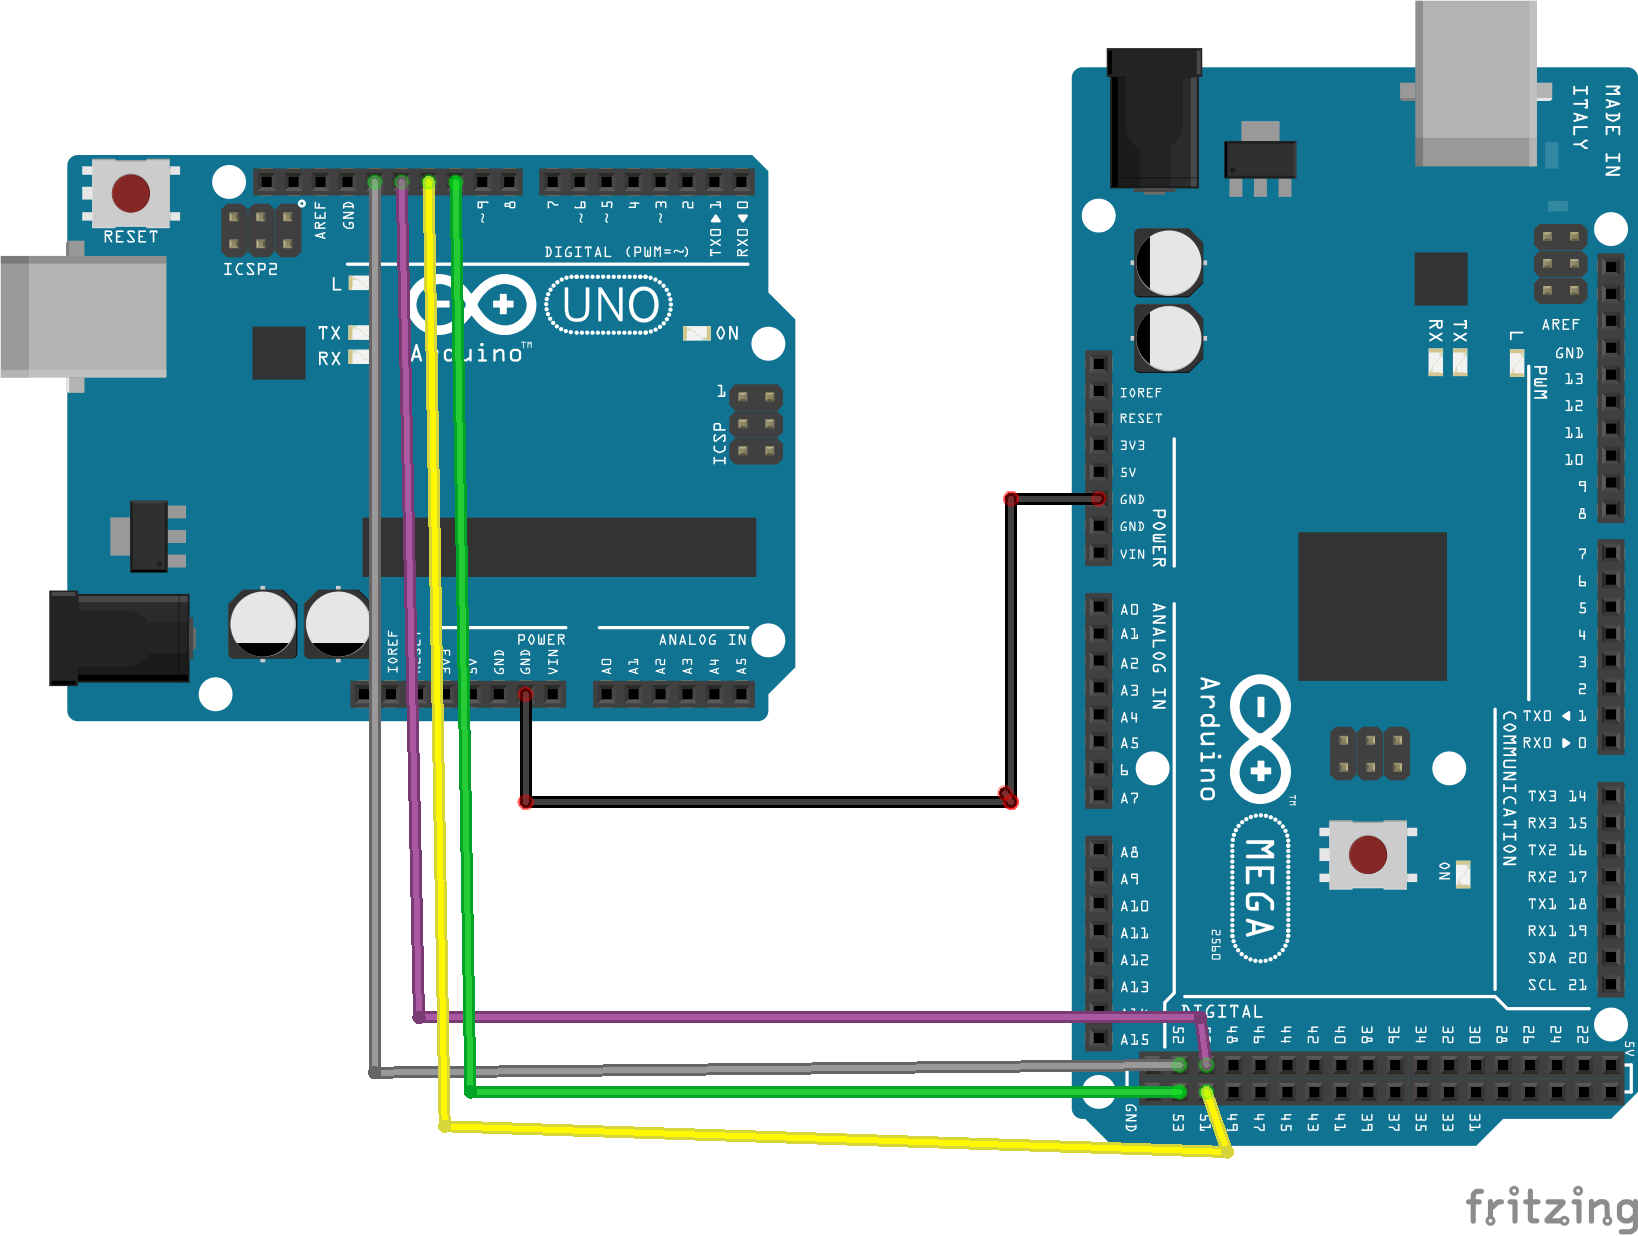 RESET
ICSP2
AREF
GND
~9
8
7
~6
~5
4
~3
2
TX0 ▶ 1
RX0 ◀ 0
DIGITAL (PWM=~)
L
TX
RX
UNO
Arduino™
ON
1
ICSP
IOREF
3V3
5V
GND
GND
VIN
POWER
ANALOG IN
A0
A1
A2
A3
A4
A5
MADE IN
ITALY
AREF
GND
13
12
11
10
9
8
7
6
5
4
3
2
TX0 ◀ 1
RX0 ▶ 0
PWM
RX
TX
L
IOREF
RESET
3V3
5V
GND
GND
VIN
POWER
A0
A1
A2
A3
A4
A5
6
A7
ANALOG IN
A8
A9
A10
A11
A12
A13
A15
Arduino™
MEGA
2560
ON
COMMUNICATION
TX3 14
RX3 15
TX2 16
RX2 17
TX1 18
RX1 19
SDA 20
SCL 21
DIGITAL
52
48
46
44
42
40
38
36
34
32
30
28
26
24
22
5V
GND
53
51
49
47
45
43
41
39
37
35
33
31
fritzing